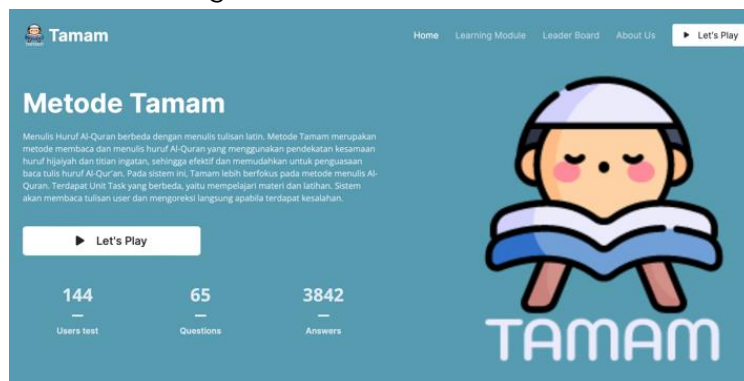 Tamam
Home Learning Module Leader Board About Us Let's Play
Metode Tamam
Menulis Huruf Al-Quran berbeda dengan menulis tulisan latin. Metode Tamam merupakan
metode membaca dan menulis huruf Al-Quran yang menggunakan pendekatan kesamaan
huruf hijaiyah dan titian ingatan, sehingga efektif dan memudahkan untuk penguasaan
baca tulis huruf Al-Qur'an. Pada sistem ini, Tamam lebih berfokus pada metode menulis Al-
Quran. Terdapat Unit Task yang berbeda, yaitu mempelajari materi dan latihan. Sistem
akan membaca tulisan user dan mengoreksi langsung apabila terdapat kesalahan.
Let's Play
144 65 3842
Users test Questions Answers
TAMAM